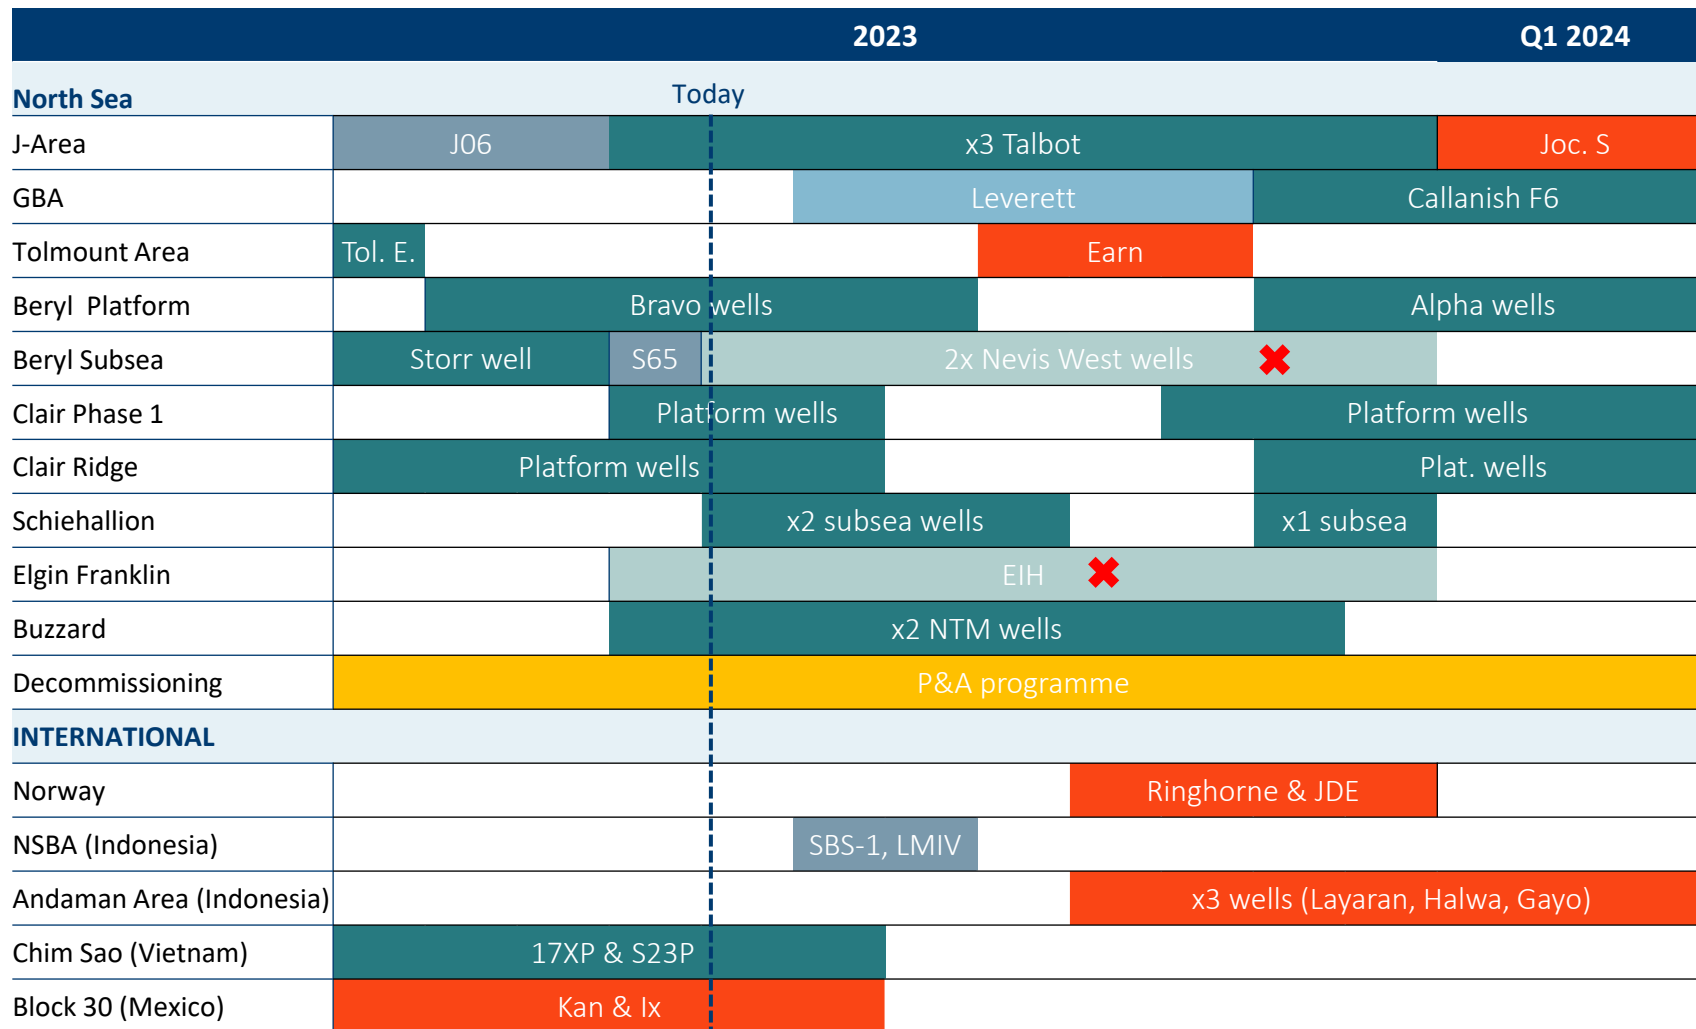 2023 Q1 2024
North Sea Today
J-Area J06 x3 Talbot Joc. S
GBA Leverett Callanish F6
Tolmount Area Tol. E. Earn
Beryl Platform Bravo wells Alpha wells
Beryl Subsea Storr well S65 2x Nevis West wells
Clair Phase 1 Platform wells Platform wells
Clair Ridge Platform wells Plat. wells
Schiehallion x2 subsea wells x1 subsea
Elgin Franklin EIH
Buzzard x2 NTM wells
Decommissioning P&A programme
INTERNATIONAL
Norway Ringhorne & JDE
NSBA (Indonesia) SBS-1, LMIV
Andaman Area (Indonesia) x3 wells (Layaran, Halwa, Gayo)
Chim Sao (Vietnam) 17XP & S23P
Block 30 (Mexico) Kan & Ix